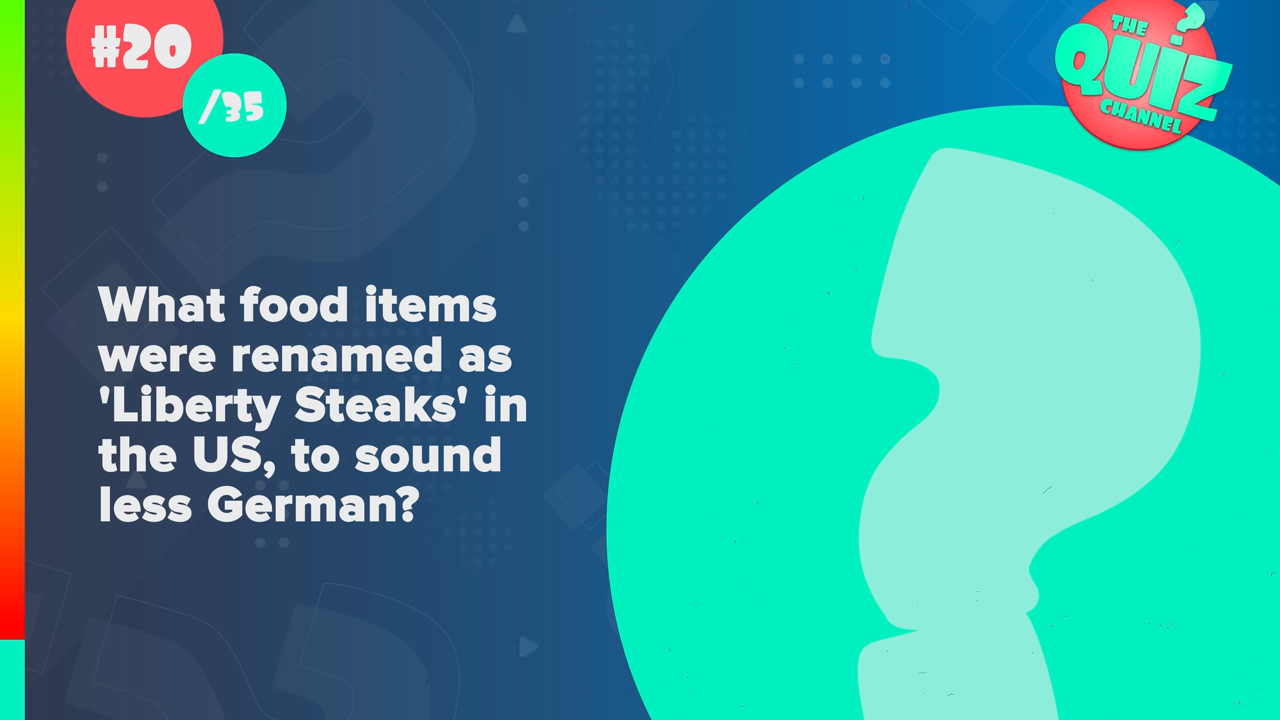 #20
/35
THE
QUIZ
CHANNEL
What food items
were renamed as
'Liberty Steaks' in
the US, to sound
less German?